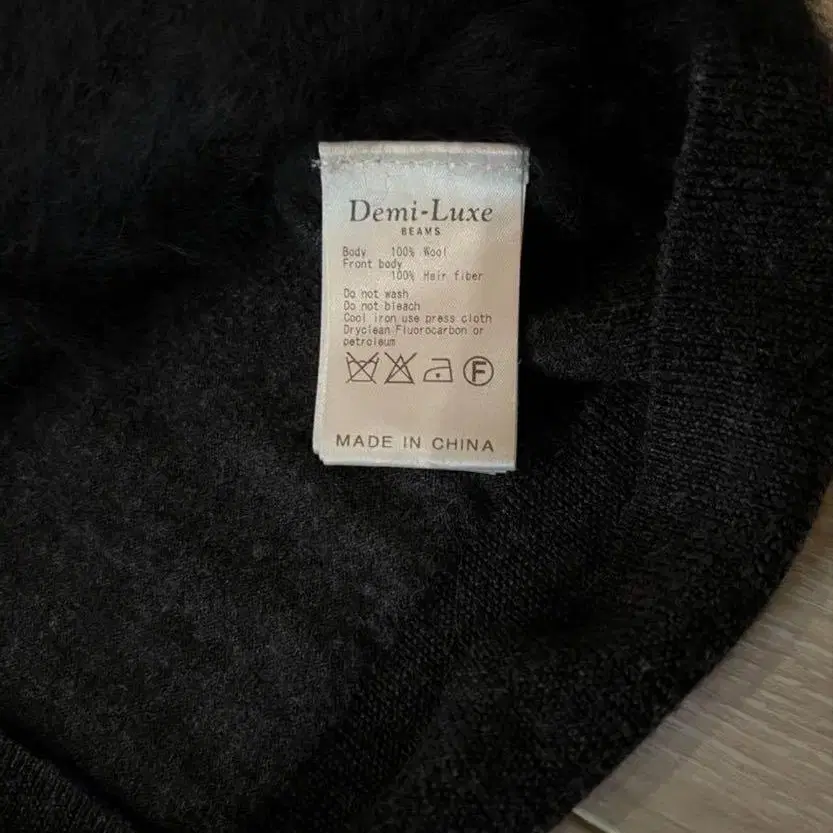 Demi-Luxe
BEAMS
Body 100% Wool
Front body
100% Hair fiber
Do not wash
Do not bleach
Cool iron use press cloth
Dryclean Fluorocarbon or
petroleum
F
MADE IN CHINA